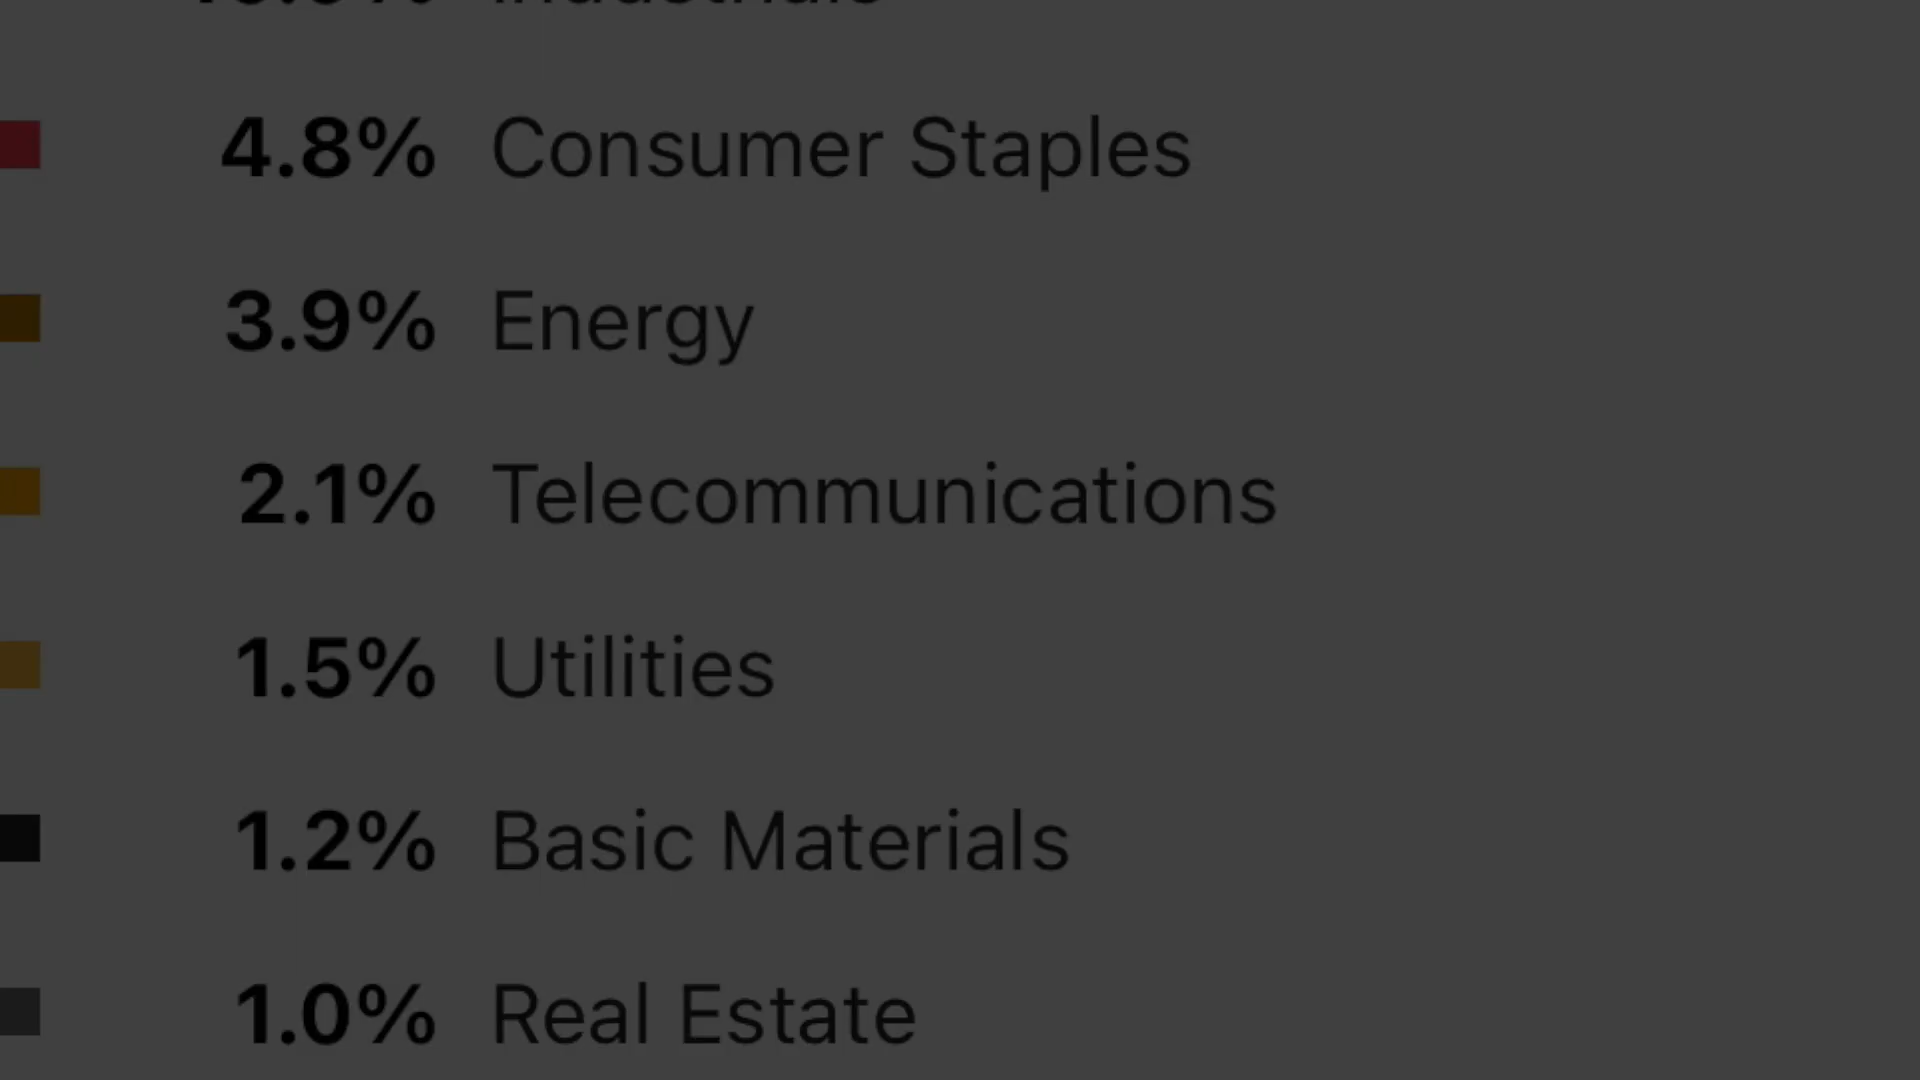 Industrials
4.8% Consumer Staples
3.9% Energy
2.1% Telecommunications
1.5% Utilities
1.2% Basic Materials
1.0% Real Estate